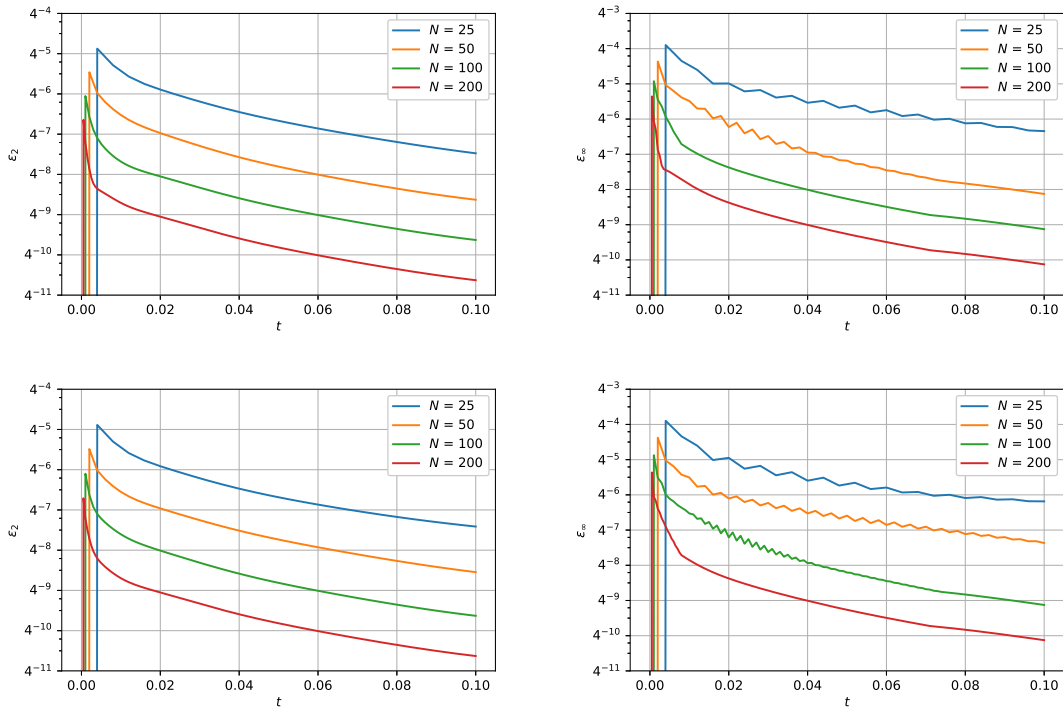 4⁻⁴
4⁻⁵
4⁻⁶
4⁻⁷
4⁻⁸
4⁻⁹
4⁻¹⁰
4⁻¹¹
ε₂
N = 25
N = 50
N = 100
N = 200
0.00 0.02 0.04 0.06 0.08 0.10
t
4⁻³
4⁻⁴
4⁻⁵
4⁻⁶
4⁻⁷
4⁻⁸
4⁻⁹
4⁻¹⁰
4⁻¹¹
ε∞
N = 25
N = 50
N = 100
N = 200
0.00 0.02 0.04 0.06 0.08 0.10
t
4⁻⁴
4⁻⁵
4⁻⁶
4⁻⁷
4⁻⁸
4⁻⁹
4⁻¹⁰
4⁻¹¹
ε₂
N = 25
N = 50
N = 100
N = 200
0.00 0.02 0.04 0.06 0.08 0.10
t
4⁻³
4⁻⁴
4⁻⁵
4⁻⁶
4⁻⁷
4⁻⁸
4⁻⁹
4⁻¹⁰
4⁻¹¹
ε∞
N = 25
N = 50
N = 100
N = 200
0.00 0.02 0.04 0.06 0.08 0.10
t